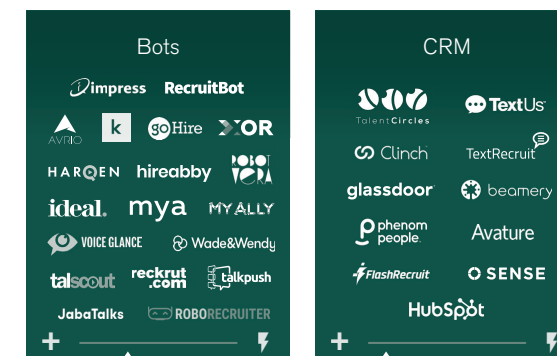 Bots
impress RecruitBot
AVRIO k goHire XOR
HARQEN hireabby ROBOT VERA
ideal. mya MYALLY
VOICE GLANCE Wade&Wendy
talscout reckrut.com talkpush
JabaTalks ROBORECRUITER
CRM
TalentCircles TextUs
Clinch TextRecruit
glassdoor beamery
phenom people. Avature
FlashRecruit SENSE
HubSpot